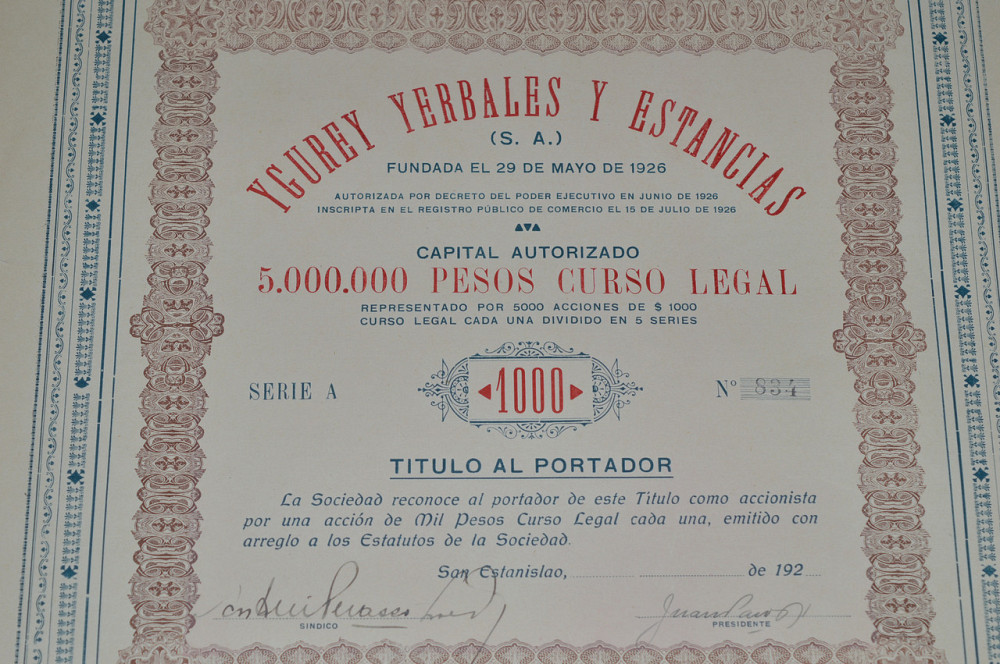 YGUREY YERBALES Y ESTANCIAS
(S. A.)
FUNDADA EL 29 DE MAYO DE 1926
AUTORIZADA POR DECRETO DEL PODER EJECUTIVO EN JUNIO DE 1926
INSCRIPTA EN EL REGISTRO PÚBLICO DE COMERCIO EL 15 DE JULIO DE 1926
CAPITAL AUTORIZADO
5.000.000 PESOS CURSO LEGAL
REPRESENTADO POR 5000 ACCIONES DE $ 1000
CURSO LEGAL CADA UNA DIVIDIDO EN 5 SERIES
SERIE A 1000 Nº 834
TITULO AL PORTADOR
La Sociedad reconoce al portador de este Titulo como accionista
por una acción de Mil Pesos Curso Legal cada una, emitido con
arreglo a los Estatutos de la Sociedad.
San Estanislao, de 192
SINDICO PRESIDENTE